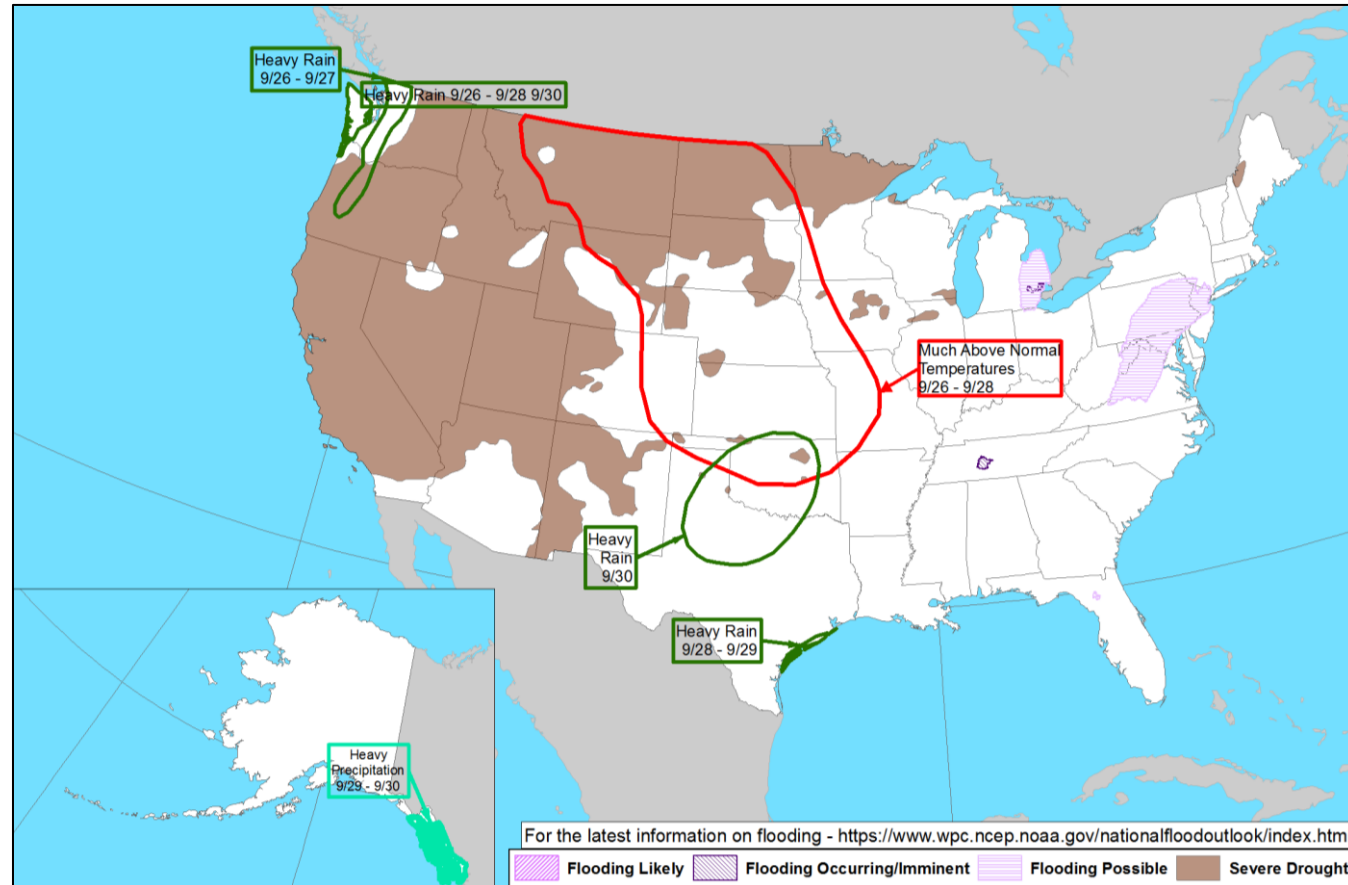 Heavy Rain
9/26 - 9/27
Heavy Rain 9/26 - 9/28 9/30
Much Above Normal
Temperatures
9/26 - 9/28
Heavy
Rain
9/30
Heavy Rain
9/28 - 9/29
Heavy
Precipitation
9/29 - 9/30
For the latest information on flooding - https://www.wpc.ncep.noaa.gov/nationalfloodoutlook/index.htm
Flooding Likely
Flooding Occurring/Imminent
Flooding Possible
Severe Drought